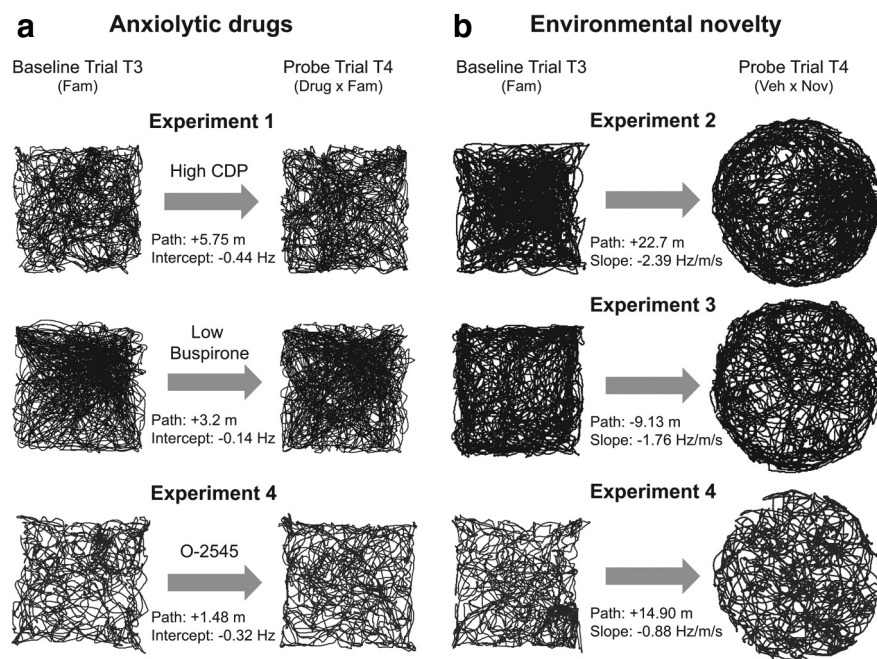 a Anxiolytic drugs
Baseline Trial T3
(Fam)
Probe Trial T4
(Drug x Fam)
Experiment 1
High CDP
Path: +5.75 m
Intercept: -0.44 Hz
Low
Buspirone
Path: +3.2 m
Intercept: -0.14 Hz
Experiment 4
O-2545
Path: +1.48 m
Intercept: -0.32 Hz
b Environmental novelty
Baseline Trial T3
(Fam)
Probe Trial T4
(Veh x Nov)
Experiment 2
Path: +22.7 m
Slope: -2.39 Hz/m/s
Experiment 3
Path: -9.13 m
Slope: -1.76 Hz/m/s
Experiment 4
Path: +14.90 m
Slope: -0.88 Hz/m/s